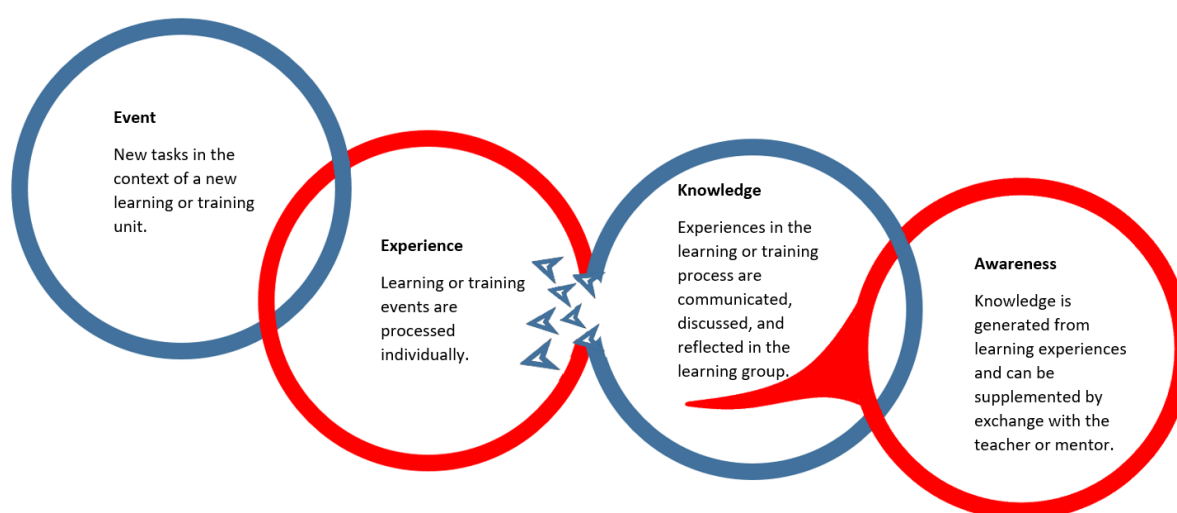 Event
New tasks in the
context of a new
learning or training
unit.
Experience
Learning or training
events are
processed
individually.
Knowledge
Experiences in the
learning or training
process are
communicated,
discussed, and
reflected in the
learning group.
Awareness
Knowledge is
generated from
learning experiences
and can be
supplemented by
exchange with the
teacher or mentor.